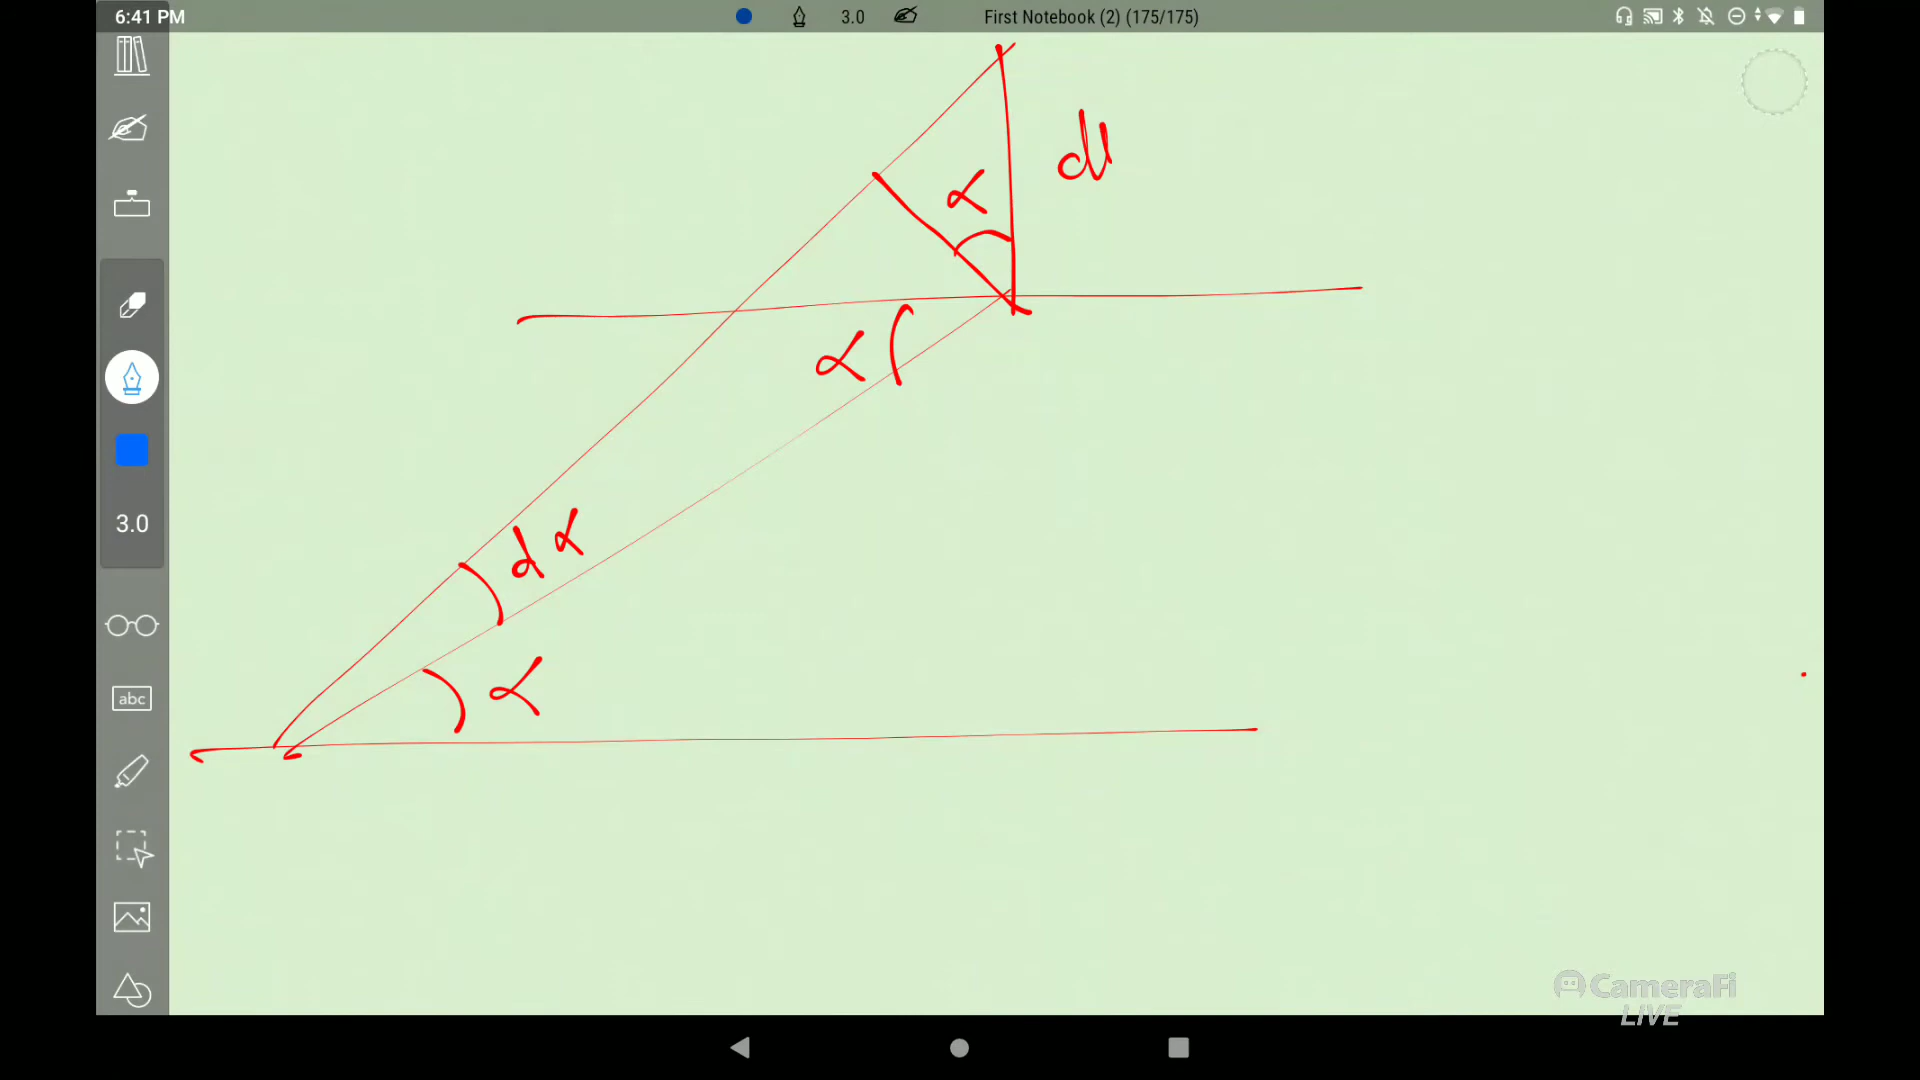 6:41 PM 3.0 First Notebook (2) (175/175)
dl
α
α
3.0
dα
abc
α
CameraFi
LIVE